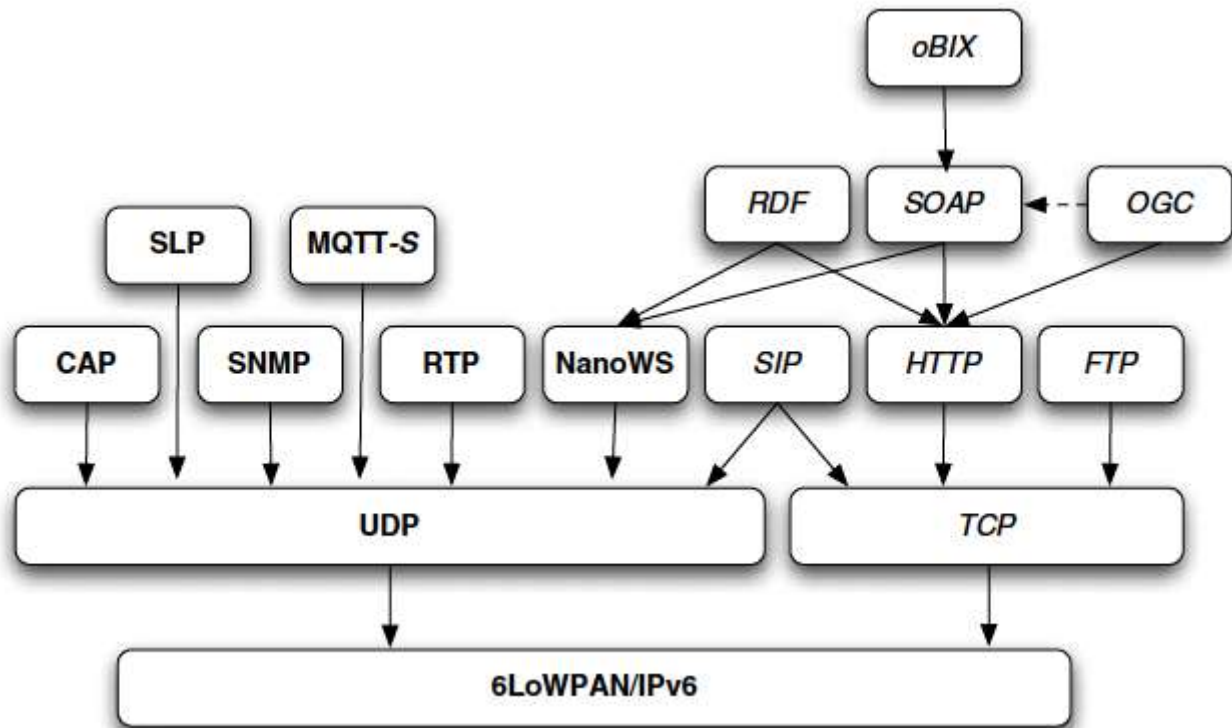 oBIX
RDF
SOAP
OGC
SLP
MQTT-S
CAP
SNMP
RTP
NanoWS
SIP
HTTP
FTP
UDP
TCP
6LoWPAN/IPv6